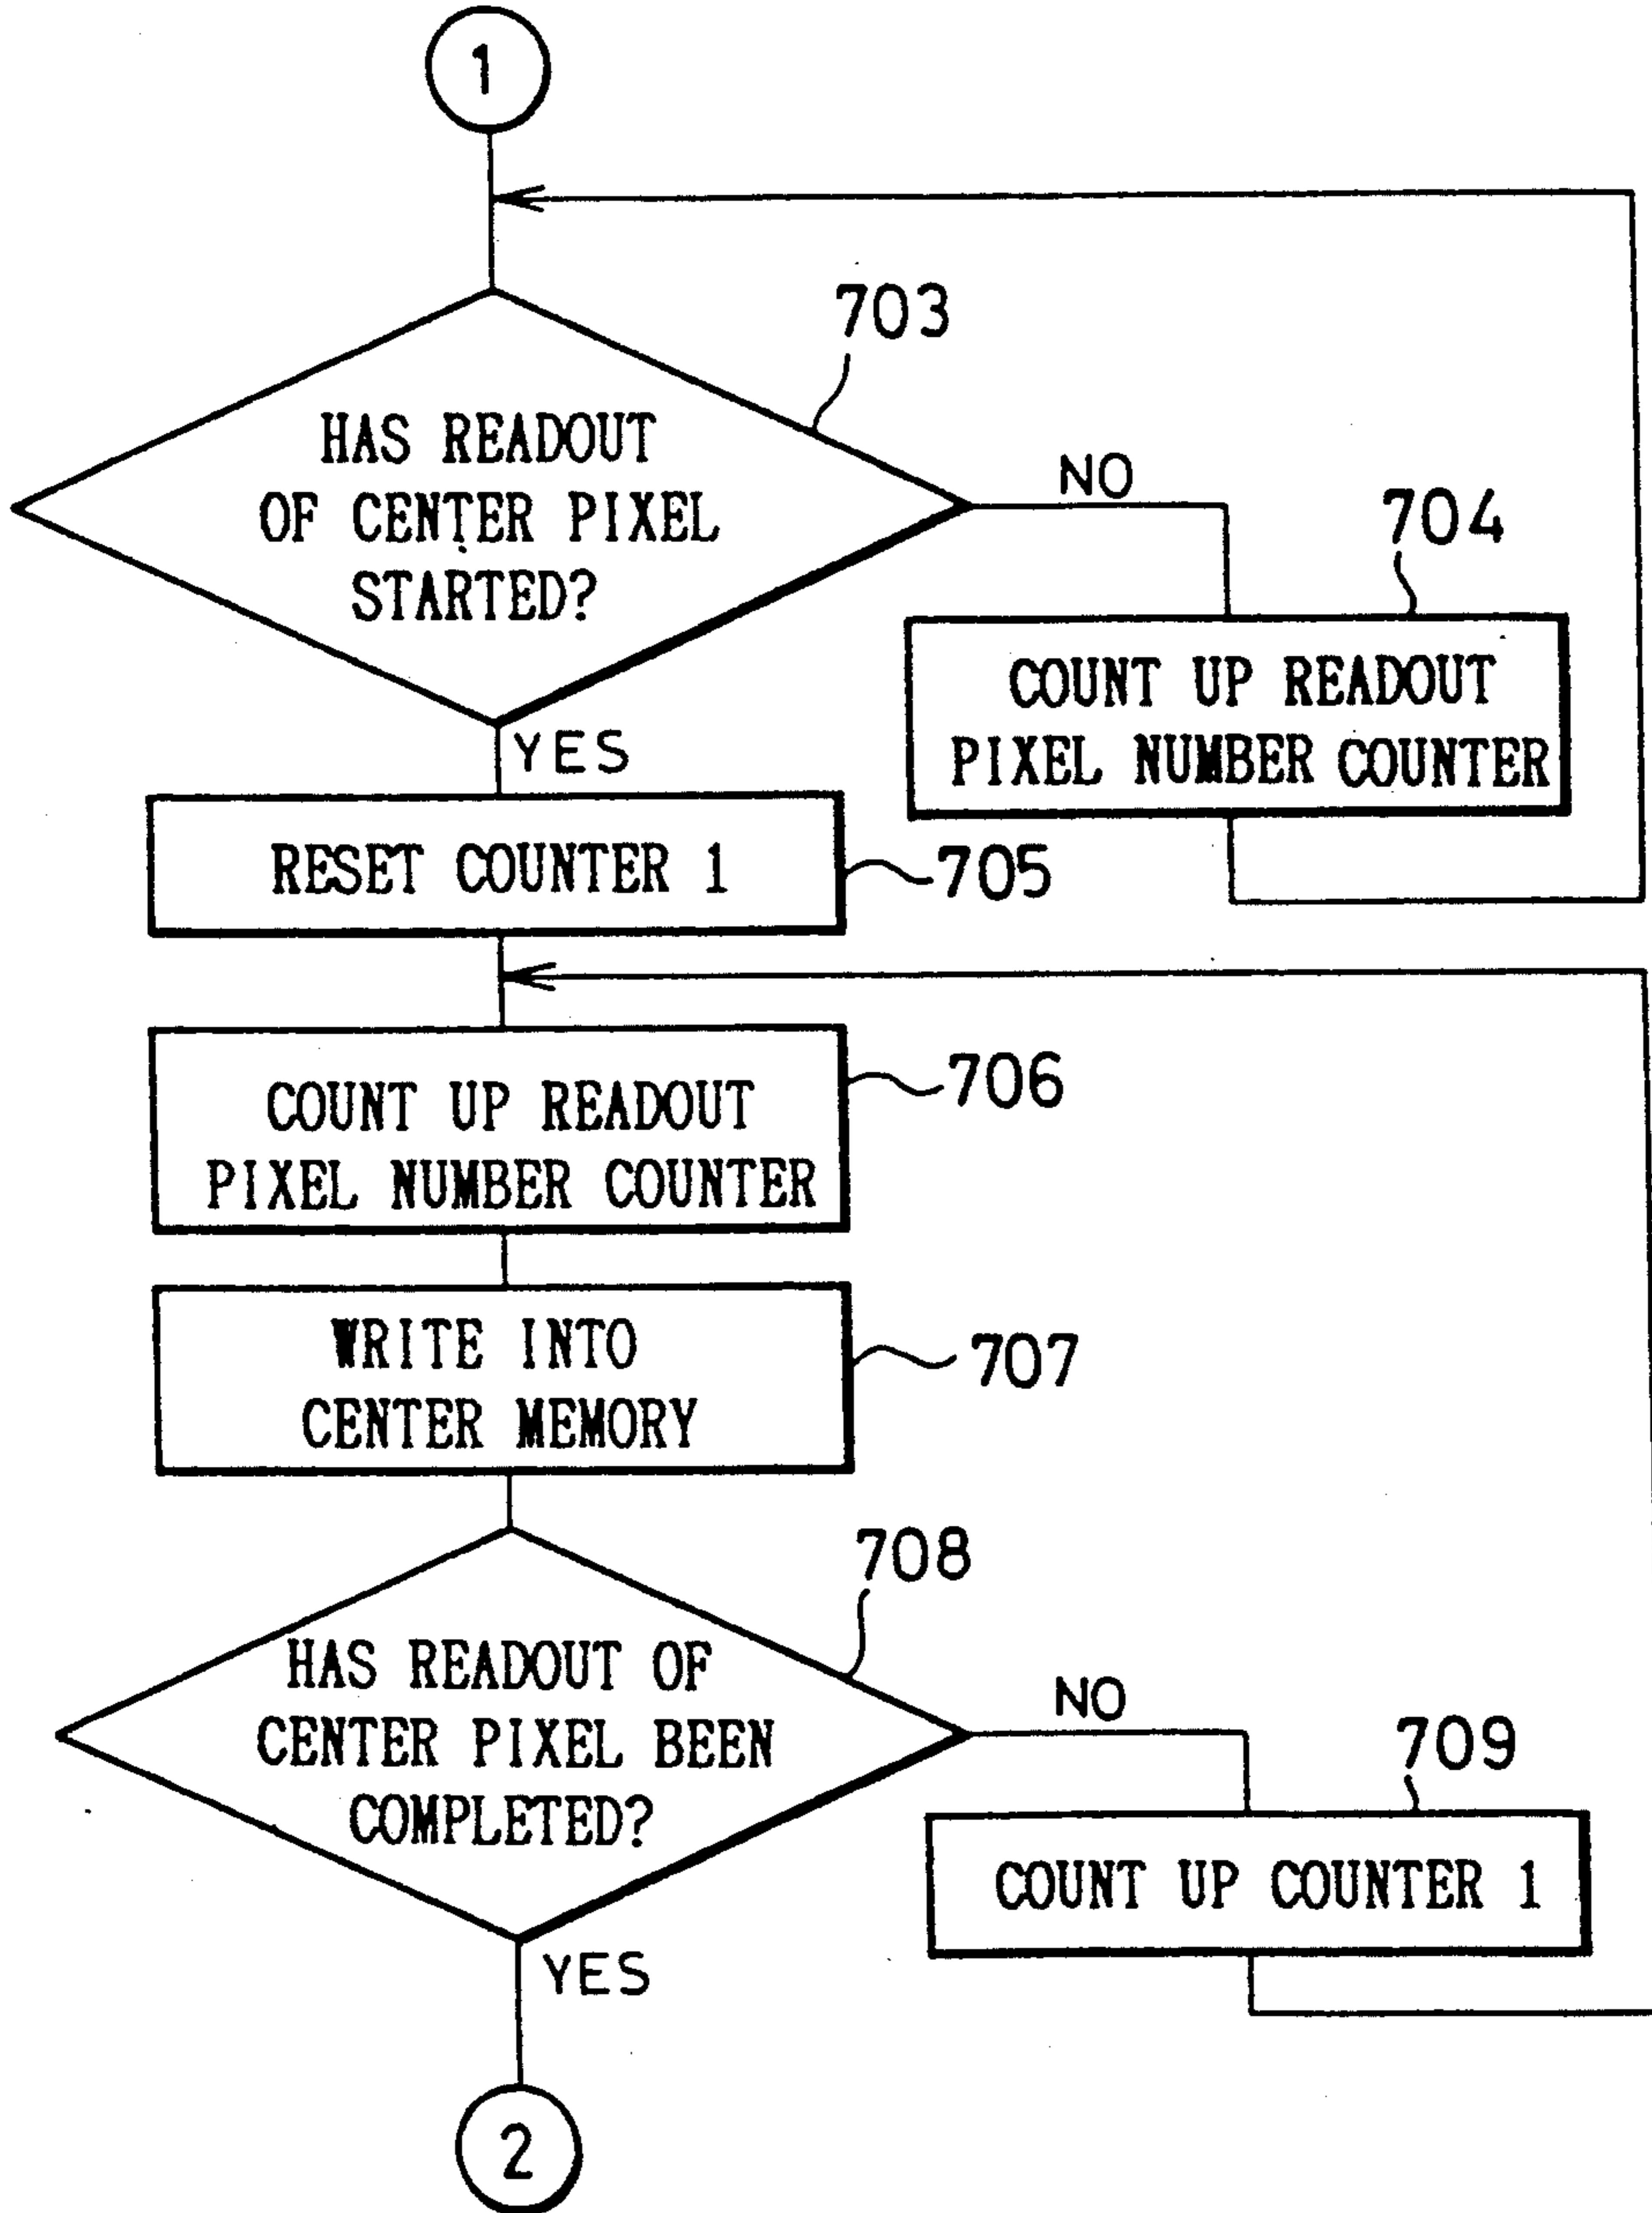 1
703
HAS READOUT
OF CENTER PIXEL
STARTED?
NO
704
COUNT UP READOUT
PIXEL NUMBER COUNTER
YES
RESET COUNTER 1
705
COUNT UP READOUT
PIXEL NUMBER COUNTER
706
WRITE INTO
CENTER MEMORY
707
708
HAS READOUT OF
CENTER PIXEL BEEN
COMPLETED?
NO
709
COUNT UP COUNTER 1
YES
2